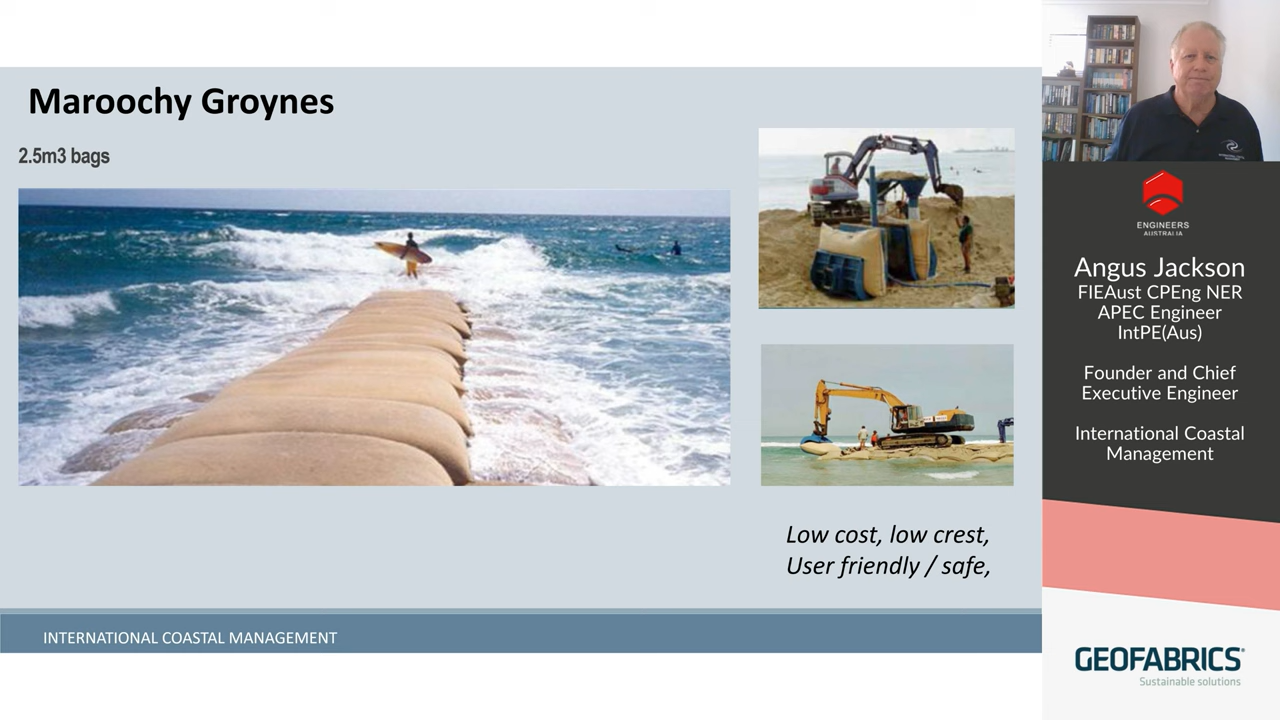 Maroochy Groynes
2.5m3 bags
Low cost, low crest,
User friendly / safe,
INTERNATIONAL COASTAL MANAGEMENT
ENGINEERS
AUSTRALIA
Angus Jackson
FIEAust CPEng NER
APEC Engineer
IntPE(Aus)
Founder and Chief
Executive Engineer
International Coastal
Management
GEOFABRICS®
Sustainable solutions